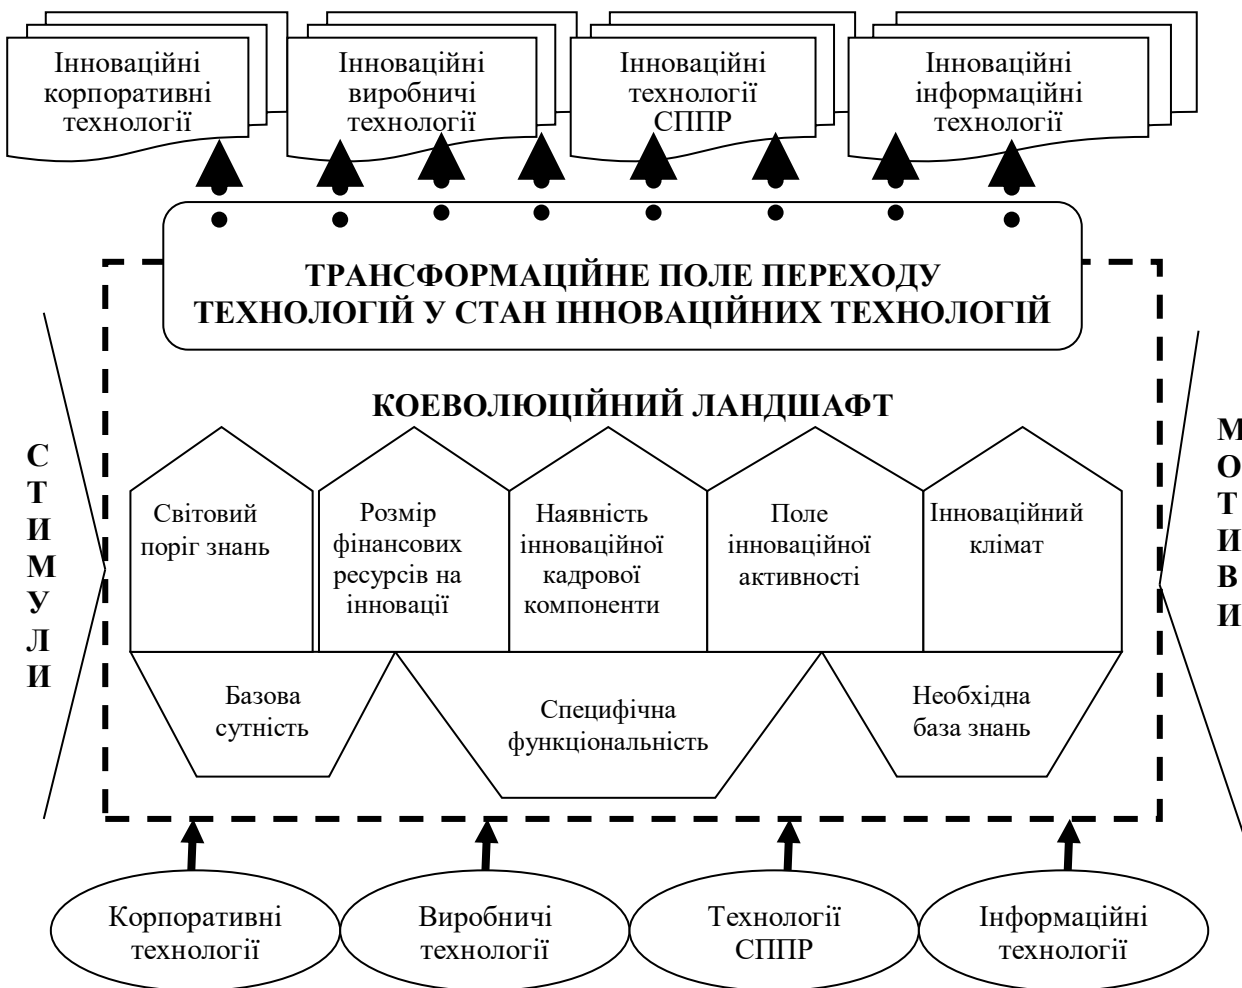 Інноваційні
корпоративні
технології
Інноваційні
виробничі
технології
Інноваційні
технології
СППР
Інноваційні
інформаційні
технології
ТРАНСФОРМАЦІЙНЕ ПОЛЕ ПЕРЕХОДУ
ТЕХНОЛОГІЙ У СТАН ІННОВАЦІЙНИХ ТЕХНОЛОГІЙ
КОЕВОЛЮЦІЙНИЙ ЛАНДШАФТ
С
Т
И
М
У
Л
И
Світовий
поріг знань
Розмір
фінансових
ресурсів на
інновації
Наявність
інноваційної
кадрової
компоненти
Поле
інноваційної
активності
Інноваційний
клімат
М
О
Т
И
В
И
Базова
сутність
Специфічна
функціональність
Необхідна
база знань
Корпоративні
технології
Виробничі
технології
Технології
СППР
Інформаційні
технології